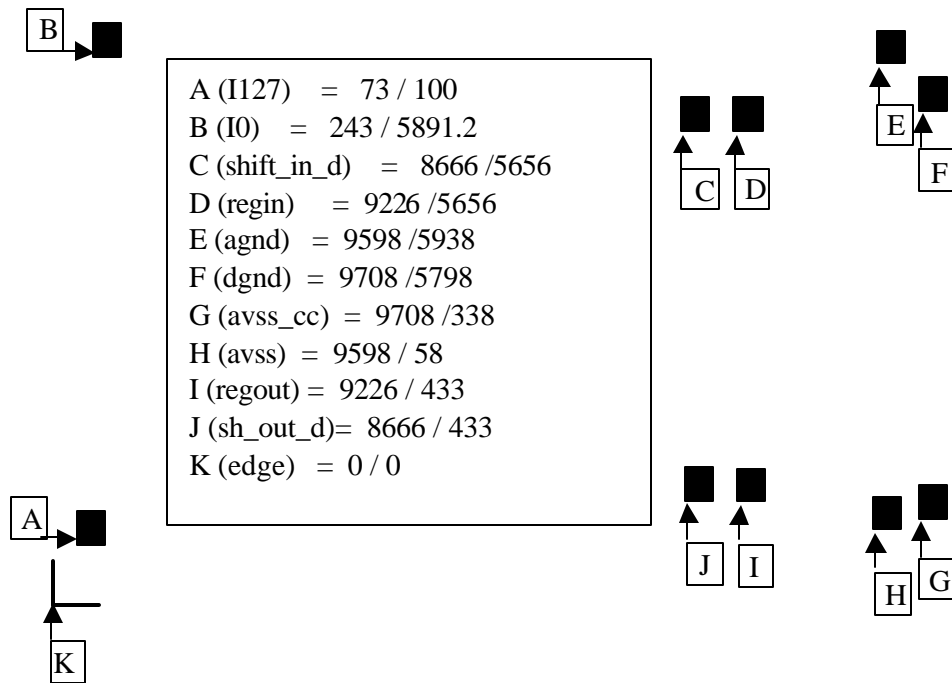 B
A (I127) = 73 / 100
B (I0) = 243 / 5891.2
C (shift_in_d) = 8666 /5656
D (regin) = 9226 /5656
E (agnd) = 9598 /5938
F (dgnd) = 9708 /5798
G (avss_cc) = 9708 /338
H (avss) = 9598 / 58
I (regout) = 9226 / 433
J (sh_out_d)= 8666 / 433
K (edge) = 0 / 0
C D
E
F
A
J I
H G
K